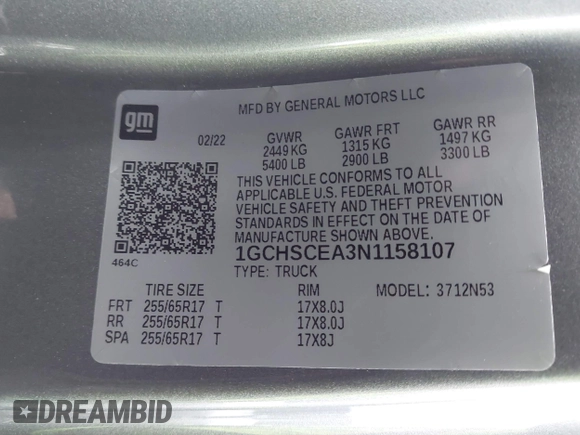 MFD BY GENERAL MOTORS LLC
gm
02/22 GVWR GAWR FRT GAWR RR
2449 KG 1315 KG 1497 KG
5400 LB 2900 LB 3300 LB
THIS VEHICLE CONFORMS TO ALL
APPLICABLE U.S. FEDERAL MOTOR
VEHICLE SAFETY AND THEFT PREVENTION
STANDARDS IN EFFECT ON THE DATE OF
MANUFACTURE SHOWN ABOVE.
1GCHSCEA3N1158107
464C
TYPE: TRUCK
TIRE SIZE RIM MODEL: 3712N53
FRT 255/65R17 T 17X8.0J
RR 255/65R17 T 17X8.0J
SPA 255/65R17 T 17X8J
DREAMBID